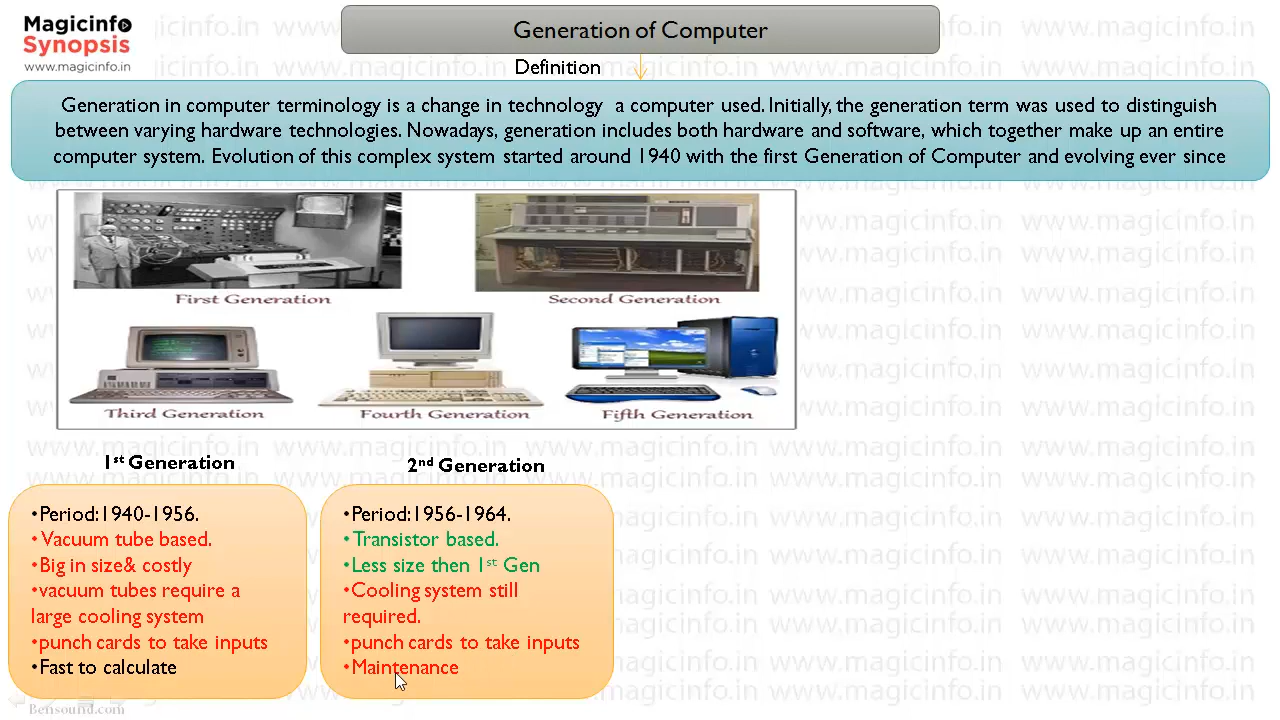 Magicinfo
Synopsis
www.magicinfo.in
Generation of Computer
Definition
Generation in computer terminology is a change in technology a computer used. Initially, the generation term was used to distinguish
between varying hardware technologies. Nowadays, generation includes both hardware and software, which together make up an entire
computer system. Evolution of this complex system started around 1940 with the first Generation of Computer and evolving ever since
First Generation
Second Generation
Third Generation
Fourth Generation
Fifth Generation
1st Generation
•Period:1940-1956.
•Vacuum tube based.
•Big in size& costly
•vacuum tubes require a
large cooling system
•punch cards to take inputs
•Fast to calculate
2nd Generation
•Period:1956-1964.
•Transistor based.
•Less size then 1st Gen
•Cooling system still
required.
•punch cards to take inputs
•Maintenance
Bensound.com